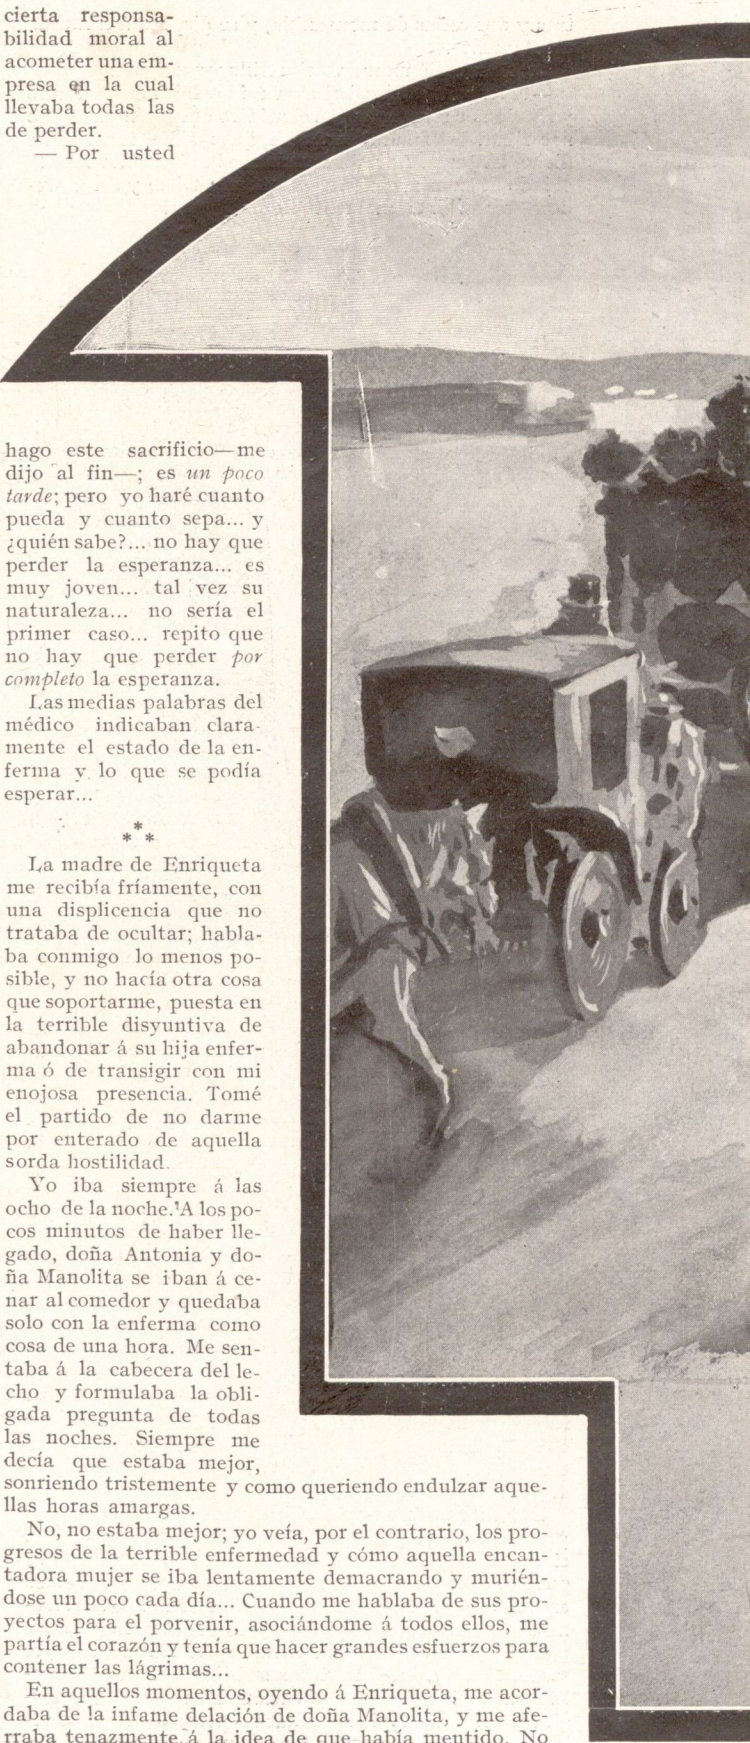 cierta responsa-
bilidad moral al
acometer una em-
presa en la cual
llevaba todas las
de perder.
— Por usted
hago este sacrificio—me
dijo al fin—; es un poco
tarde; pero yo haré cuanto
pueda y cuanto sepa... y
¿quién sabe?... no hay que
perder la esperanza... es
muy joven... tal vez su
naturaleza... no sería el
primer caso... repito que
no hay que perder por
completo la esperanza.
Las medias palabras del
médico indicaban clara-
mente el estado de la en-
ferma y lo que se podía
esperar...
* * *
La madre de Enriqueta
me recibía fríamente, con
una displicencia que no
trataba de ocultar; habla-
ba conmigo lo menos po-
sible, y no hacía otra cosa
que soportarme, puesta en
la terrible disyuntiva de
abandonar á su hija enfer-
ma ó de transigir con mi
enojosa presencia. Tomé
el partido de no darme
por enterado de aquella
sorda hostilidad.
Yo iba siempre á las
ocho de la noche. A los po-
cos minutos de haber lle-
gado, doña Antonia y do-
ña Manolita se iban á ce-
nar al comedor y quedaba
solo con la enferma como
cosa de una hora. Me sen-
taba á la cabecera del le-
cho y formulaba la obli-
gada pregunta de todas
las noches. Siempre me
decía que estaba mejor,
sonriendo tristemente y como queriendo endulzar aque-
llas horas amargas.
No, no estaba mejor; yo veía, por el contrario, los pro-
gresos de la terrible enfermedad y cómo aquella encan-
tadora mujer se iba lentamente demacrando y murién-
dose un poco cada día... Cuando me hablaba de sus pro-
yectos para el porvenir, asociándome á todos ellos, me
partía el corazón y tenía que hacer grandes esfuerzos para
contener las lágrimas...
En aquellos momentos, oyendo á Enriqueta, me acor-
daba de la infame delación de doña Manolita, y me afe-
rraba tenazmente á la idea de que había mentido. No